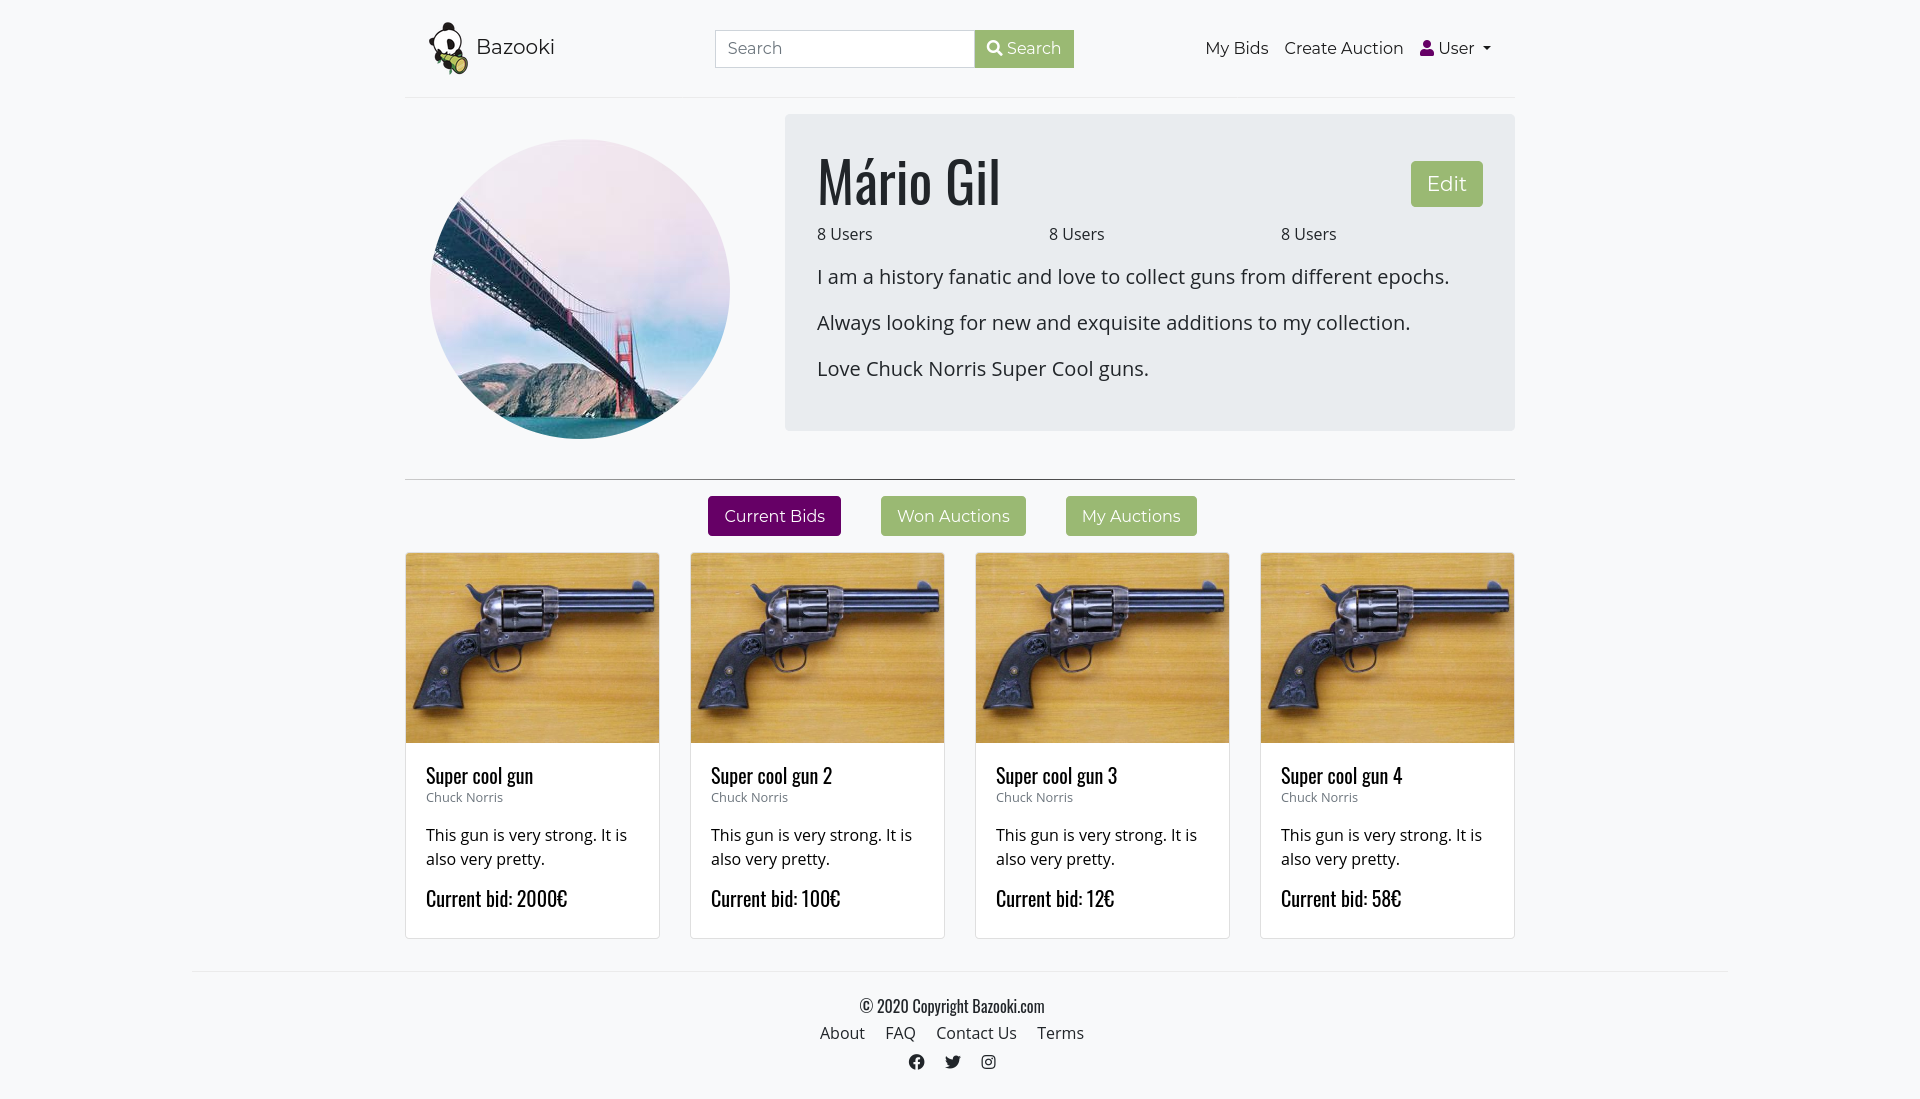 Bazooki
Search
Search
My Bids
Create Auction
User
Mário Gil
Edit
8 Users
8 Users
8 Users
I am a history fanatic and love to collect guns from different epochs.
Always looking for new and exquisite additions to my collection.
Love Chuck Norris Super Cool guns.
Current Bids
Won Auctions
My Auctions
Super cool gun
Chuck Norris
This gun is very strong. It is
also very pretty.
Current bid: 2000€
Super cool gun 2
Chuck Norris
This gun is very strong. It is
also very pretty.
Current bid: 100€
Super cool gun 3
Chuck Norris
This gun is very strong. It is
also very pretty.
Current bid: 12€
Super cool gun 4
Chuck Norris
This gun is very strong. It is
also very pretty.
Current bid: 58€
© 2020 Copyright Bazooki.com
About FAQ Contact Us Terms